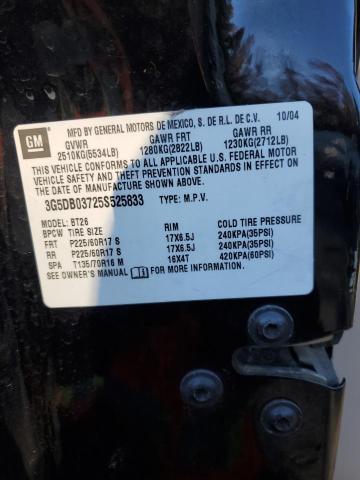 GM
MFD BY GENERAL MOTORS DE MEXICO, S. DE R.L. DE C.V. 10/04
GVWR GAWR FRT GAWR RR
2510KG(5534LB) 1280KG(2822LB) 1230KG(2712LB)
THIS VEHICLE CONFORMS TO ALL APPLICABLE U.S. FEDERAL MOTOR
VEHICLE SAFETY STANDARDS IN EFFECT ON THE
DATE OF MANUFACTURE SHOWN ABOVE.
3G5DB03725S525833 TYPE: M.P.V.
MODEL: BT26
BPCW TIRE SIZE RIM COLD TIRE PRESSURE
FRT P225/60R17 S 17X6.5J 240KPA(35PSI)
RR P225/60R17 S 17X6.5J 240KPA(35PSI)
SPA T135/70R16 M 16X4T 420KPA(60PSI)
SEE OWNER'S MANUAL FOR MORE INFORMATION